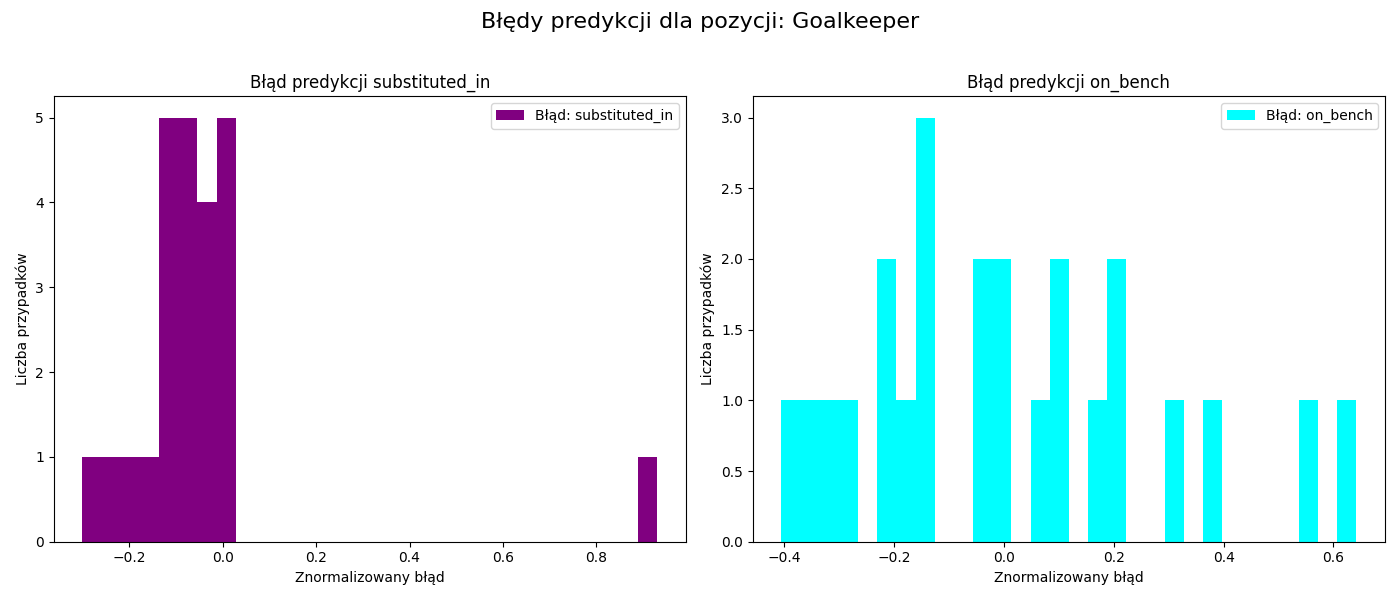 Błędy predykcji dla pozycji: Goalkeeper
Błąd predykcji substituted_in
Błąd: substituted_in
Liczba przypadków
5
4
3
2
1
0
−0.2
0.0
0.2
0.4
0.6
0.8
Znormalizowany błąd
Błąd predykcji on_bench
Błąd: on_bench
Liczba przypadków
3.0
2.5
2.0
1.5
1.0
0.5
0.0
−0.4
−0.2
0.0
0.2
0.4
0.6
Znormalizowany błąd